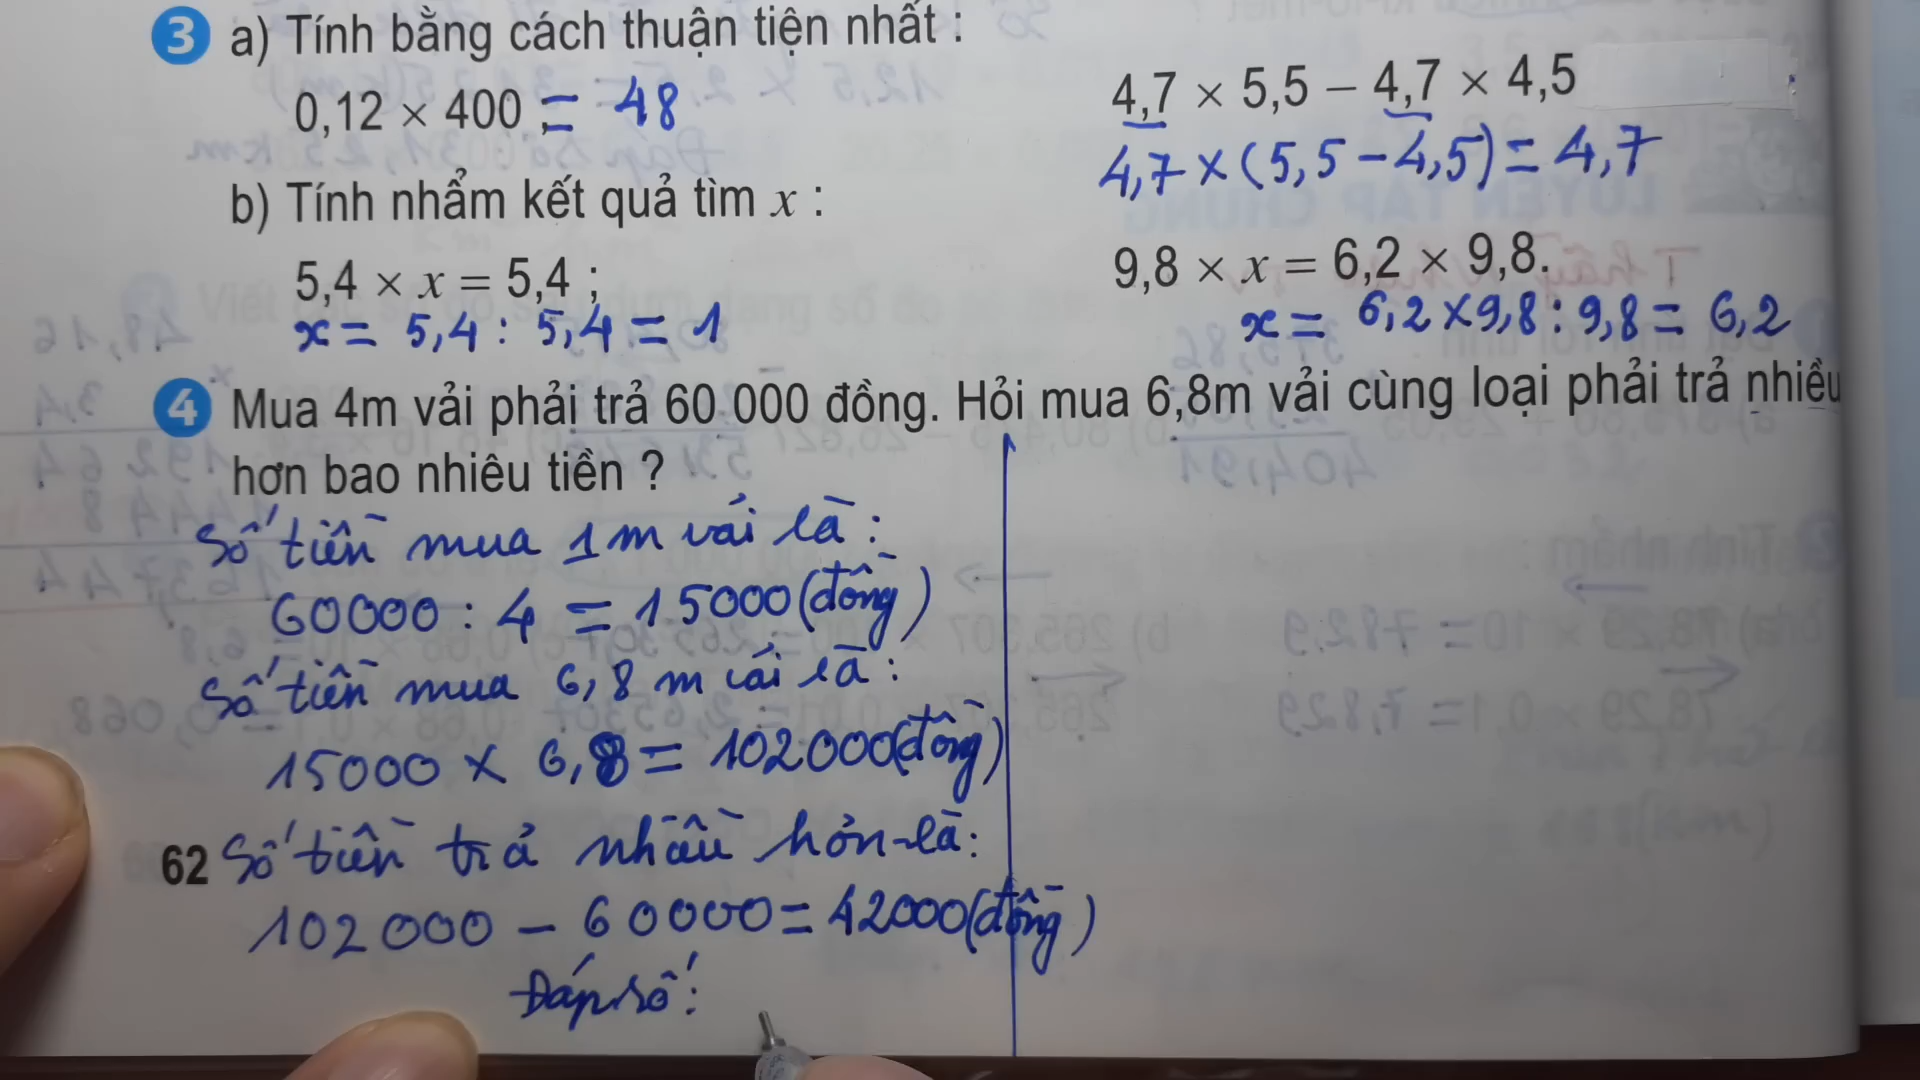 3 a) Tính bằng cách thuận tiện nhất :
0,12 × 400 ; = 48
4,7 × 5,5 – 4,7 × 4,5
4,7 × (5,5 - 4,5) = 4,7
b) Tính nhẩm kết quả tìm x :
5,4 × x = 5,4 ;
9,8 × x = 6,2 × 9,8.
x = 5,4 : 5,4 = 1
x = 6,2 × 9,8 : 9,8 = 6,2
4 Mua 4m vải phải trả 60 000 đồng. Hỏi mua 6,8m vải cùng loại phải trả nhiều
hơn bao nhiêu tiền ?
Số tiền mua 1m vải là :
60000 : 4 = 15000 (đồng)
Số tiền mua 6,8 m vải là :
15000 × 6,8 = 102000 (đồng)
Số tiền trả nhiều hơn là :
102000 - 60000 = 42000 (đồng)
Đáp số :
62